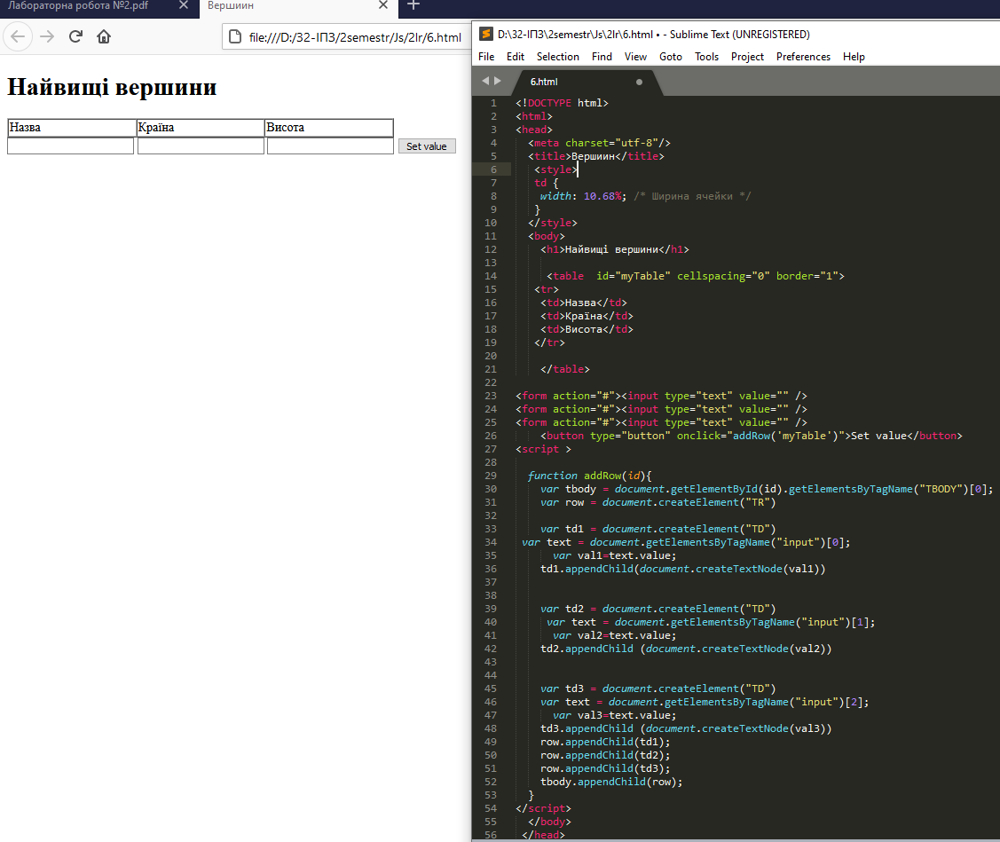 Лабораторна робота №2.pdf
Вершиин
file:///D:/32-ІПЗ/2semestr/Js/2lr/6.html
Найвищі вершини
Назва Країна Висота
Set value
D:\32-ІПЗ\2semestr\Js\2lr\6.html • - Sublime Text (UNREGISTERED)
File Edit Selection Find View Goto Tools Project Preferences Help
6.html
1 <!DOCTYPE html>
2 <html>
3 <head>
4 <meta charset="utf-8"/>
5 <title>Вершиин</title>
6 <style>
7 td {
8 width: 10.68%; /* Ширина ячейки */
9 }
10 </style>
11 <body>
12 <h1>Найвищі вершини</h1>
13
14 <table  id="myTable" cellspacing="0" border="1">
15 <tr>
16 <td>Назва</td>
17 <td>Країна</td>
18 <td>Висота</td>
19 </tr>
20
21 </table>
22
23 <form action="#"><input type="text" value="" />
24 <form action="#"><input type="text" value="" />
25 <form action="#"><input type="text" value="" />
26 <button type="button" onclick="addRow('myTable')">Set value</button>
27 <script >
28
29 function addRow(id){
30 var tbody = document.getElementById(id).getElementsByTagName("TBODY")[0];
31 var row = document.createElement("TR")
32
33 var td1 = document.createElement("TD")
34 var text = document.getElementsByTagName("input")[0];
35 var val1=text.value;
36 td1.appendChild(document.createTextNode(val1))
37
38
39 var td2 = document.createElement("TD")
40 var text = document.getElementsByTagName("input")[1];
41 var val2=text.value;
42 td2.appendChild (document.createTextNode(val2))
43
44
45 var td3 = document.createElement("TD")
46 var text = document.getElementsByTagName("input")[2];
47 var val3=text.value;
48 td3.appendChild (document.createTextNode(val3))
49 row.appendChild(td1);
50 row.appendChild(td2);
51 row.appendChild(td3);
52 tbody.appendChild(row);
53 }
54 </script>
55 </body>
56 </head>